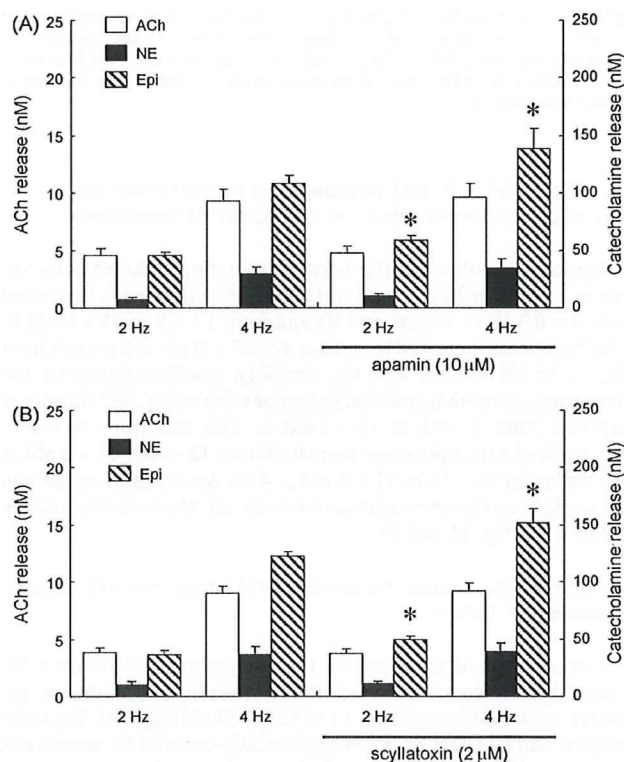 (A)
ACh
NE
Epi
ACh release (nM)
25
20
15
10
5
0
Catecholamine release (nM)
250
200
150
100
50
0
*
*
2 Hz
4 Hz
2 Hz
4 Hz
apamin (10 μM)
(B)
ACh
NE
Epi
ACh release (nM)
25
20
15
10
5
0
Catecholamine release (nM)
250
200
150
100
50
0
*
*
2 Hz
4 Hz
2 Hz
4 Hz
scyllatoxin (2 μM)